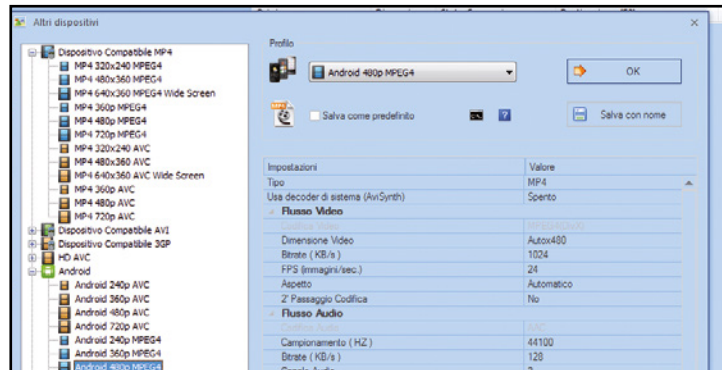 Altri dispositivi
Dispositivo Compatible MP4
MP4 320x240 MPEG4
MP4 480x360 MPEG4
MP4 640x360 MPEG4 Wide Screen
MP4 360p MPEG4
MP4 480p MPEG4
MP4 720p MPEG4
MP4 320x240 AVC
MP4 480x360 AVC
MP4 640x360 AVC Wide Screen
MP4 360p AVC
MP4 480p AVC
MP4 720p AVC
Dispositivo Compatible AVI
Dispositivo Compatible 3GP
HD AVC
Android
Android 240p AVC
Android 360p AVC
Android 480p AVC
Android 720p AVC
Android 240p MPEG4
Android 360p MPEG4
Android 480p MPEG4
Profilo
Android 480p MPEG4
OK
Salva come predefinito
Salva con nome
Impostazioni Valore
Tipo MP4
Usa decoder di sistema (AviSynth) Spento
Flusso Video
Codifica Video MPEG4(DivX)
Dimensione Video Autox480
Bitrate ( KB/s ) 1024
FPS (immagini/sec.) 24
Aspetto Automatico
2' Passaggio Codifica No
Flusso Audio
Codifica Audio AAC
Campionamento ( HZ ) 44100
Bitrate ( KB/s ) 128